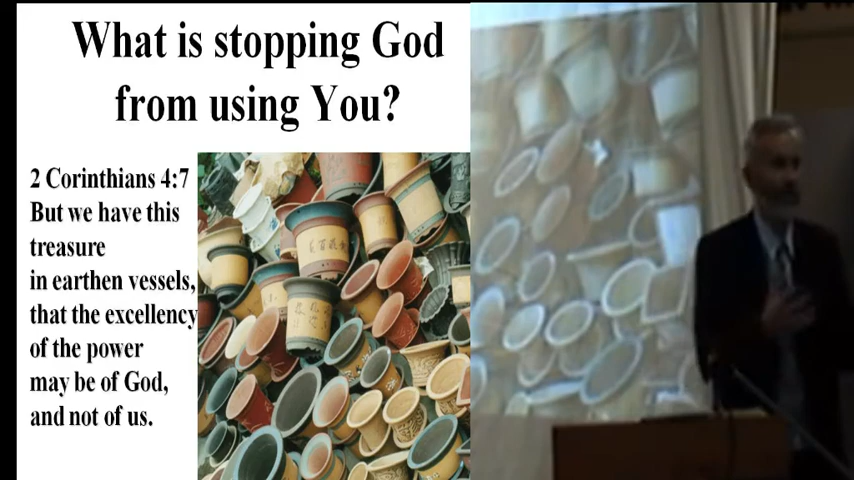 What is stopping God
from using You?
2 Corinthians 4:7
But we have this
treasure
in earthen vessels,
that the excellency
of the power
may be of God,
and not of us.